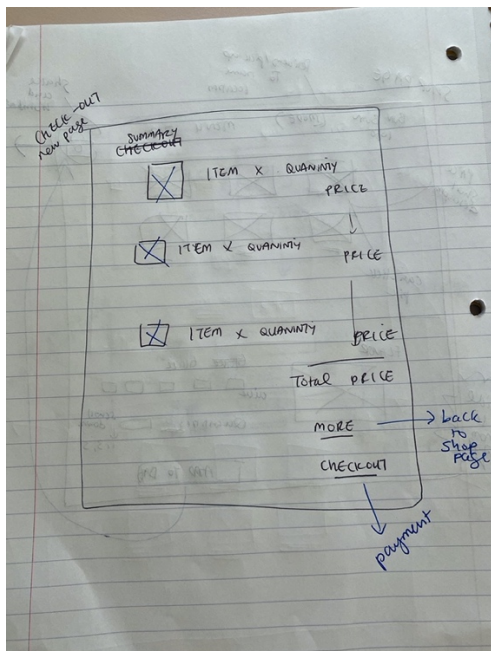 CHECK-OUT
new page
SUMMARY
CHECKOUT
ITEM X QUANINTY
PRICE
ITEM X QUANINTY
PRICE
ITEM X QUANINTY
PRICE
Total PRICE
MORE
back
to
shop
page
CHECKOUT
payment